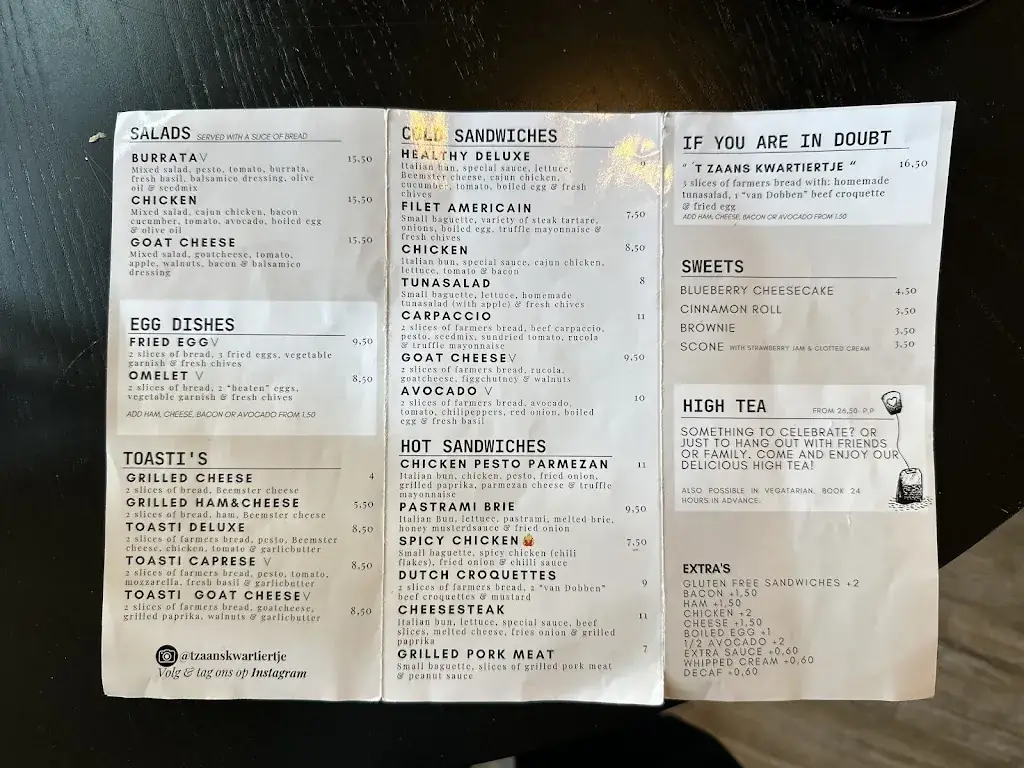 SALADS SERVED WITH A SLICE OF BREAD
BURRATA V 15,50
Mixed salad, pesto, tomato, burrata,
fresh basil, balsamico dressing, olive
oil & seedmix
CHICKEN 15,50
Mixed salad, cajun chicken, bacon
cucumber, tomato, avocado, boiled egg
& olive oil
GOAT CHEESE 15,50
Mixed salad, goatcheese, tomato,
apple, walnuts, bacon & balsamico
dressing
EGG DISHES
FRIED EGG V 9,50
2 slices of bread, 3 fried eggs, vegetable
garnish & fresh chives
OMELET V 8,50
2 slices of bread, 2 "beaten" eggs,
vegetable garnish & fresh chives
ADD HAM, CHEESE, BACON OR AVOCADO FROM 1.50
TOASTI'S
GRILLED CHEESE 4
2 slices of bread, Beemster cheese
GRILLED HAM&CHEESE 5,50
2 slices of bread, ham, Beemster cheese
TOASTI DELUXE 8,50
2 slices of farmers bread, pesto, Beemster
cheese, chicken, tomato & garlicbutter
TOASTI CAPRESE V 8,50
2 slices of farmers bread, pesto, tomato,
mozzarella, fresh basil & garlicbutter
TOASTI GOAT CHEESE V
2 slices of farmers bread, goatcheese, 8,50
grilled paprika, walnuts & garlicbutter
@tzaanskwartiertje
Volg & tag ons op Instagram
COLD SANDWICHES
HEALTHY DELUXE 9
Italian bun, special sauce, lettuce,
Beemster cheese, cajun chicken,
cucumber, tomato, boiled egg & fresh
chives
FILET AMERICAIN 7,50
Small baguette, variety of steak tartare,
onions, boiled egg, truffle mayonnaise &
fresh chives
CHICKEN 8,50
Italian bun, special sauce, cajun chicken,
lettuce, tomato & bacon
TUNASALAD 8
Small baguette, lettuce, homemade
tunasalad (with apple) & fresh chives
CARPACCIO 11
2 slices of farmers bread, beef carpaccio,
pesto, seedmix, sundried tomato, rucola
& truffle mayonnaise
GOAT CHEESE V 9,50
2 slices of farmers bread, rucola,
goatcheese, figgchutney & walnuts
AVOCADO V 10
2 slices of farmers bread, avocado,
tomato, chilipeppers, red onion, boiled
egg & fresh basil
HOT SANDWICHES
CHICKEN PESTO PARMEZAN 11
Italian bun, chicken, pesto, fried onion,
grilled paprika, parmezan cheese & truffle
mayonnaise
PASTRAMI BRIE 9,50
Italian Bun, lettuce, pastrami, melted brie,
honey musterdsauce & fried onion
SPICY CHICKEN🔥 7,50
Small baguette, spicy chicken (chili
flakes), fried onion & chilli sauce
DUTCH CROQUETTES 9
2 slices of farmers bread, 2 "van Dobben"
beef croquettes & mustard
CHEESESTEAK 11
Italian bun, lettuce, special sauce, beef
slices, melted cheese, fries onion & grilled
paprika
GRILLED PORK MEAT 7
Small baguette, slices of grilled pork meat
& peanut sauce
IF YOU ARE IN DOUBT
" 'T ZAANS KWARTIERTJE " 16,50
3 slices of farmers bread with: homemade
tunasalad, 1 "van Dobben" beef croquette
& fried egg
ADD HAM, CHEESE, BACON OR AVOCADO FROM 1.50
SWEETS
BLUEBERRY CHEESECAKE 4.50
CINNAMON ROLL 3,50
BROWNIE 3,50
SCONE WITH STRAWBERRY JAM & CLOTTED CREAM 3,50
HIGH TEA FROM 26,50 P.P
SOMETHING TO CELEBRATE? OR
JUST TO HANG OUT WITH FRIENDS
OR FAMILY. COME AND ENJOY OUR
DELICIOUS HIGH TEA!
ALSO POSSIBLE IN VEGATARIAN. BOOK 24
HOURS IN ADVANCE.
EXTRA'S
GLUTEN FREE SANDWICHES +2
BACON +1,50
HAM +1,50
CHICKEN +2
CHEESE +1,50
BOILED EGG +1
1/2 AVOCADO +2
EXTRA SAUCE +0,60
WHIPPED CREAM +0,60
DECAF +0,60